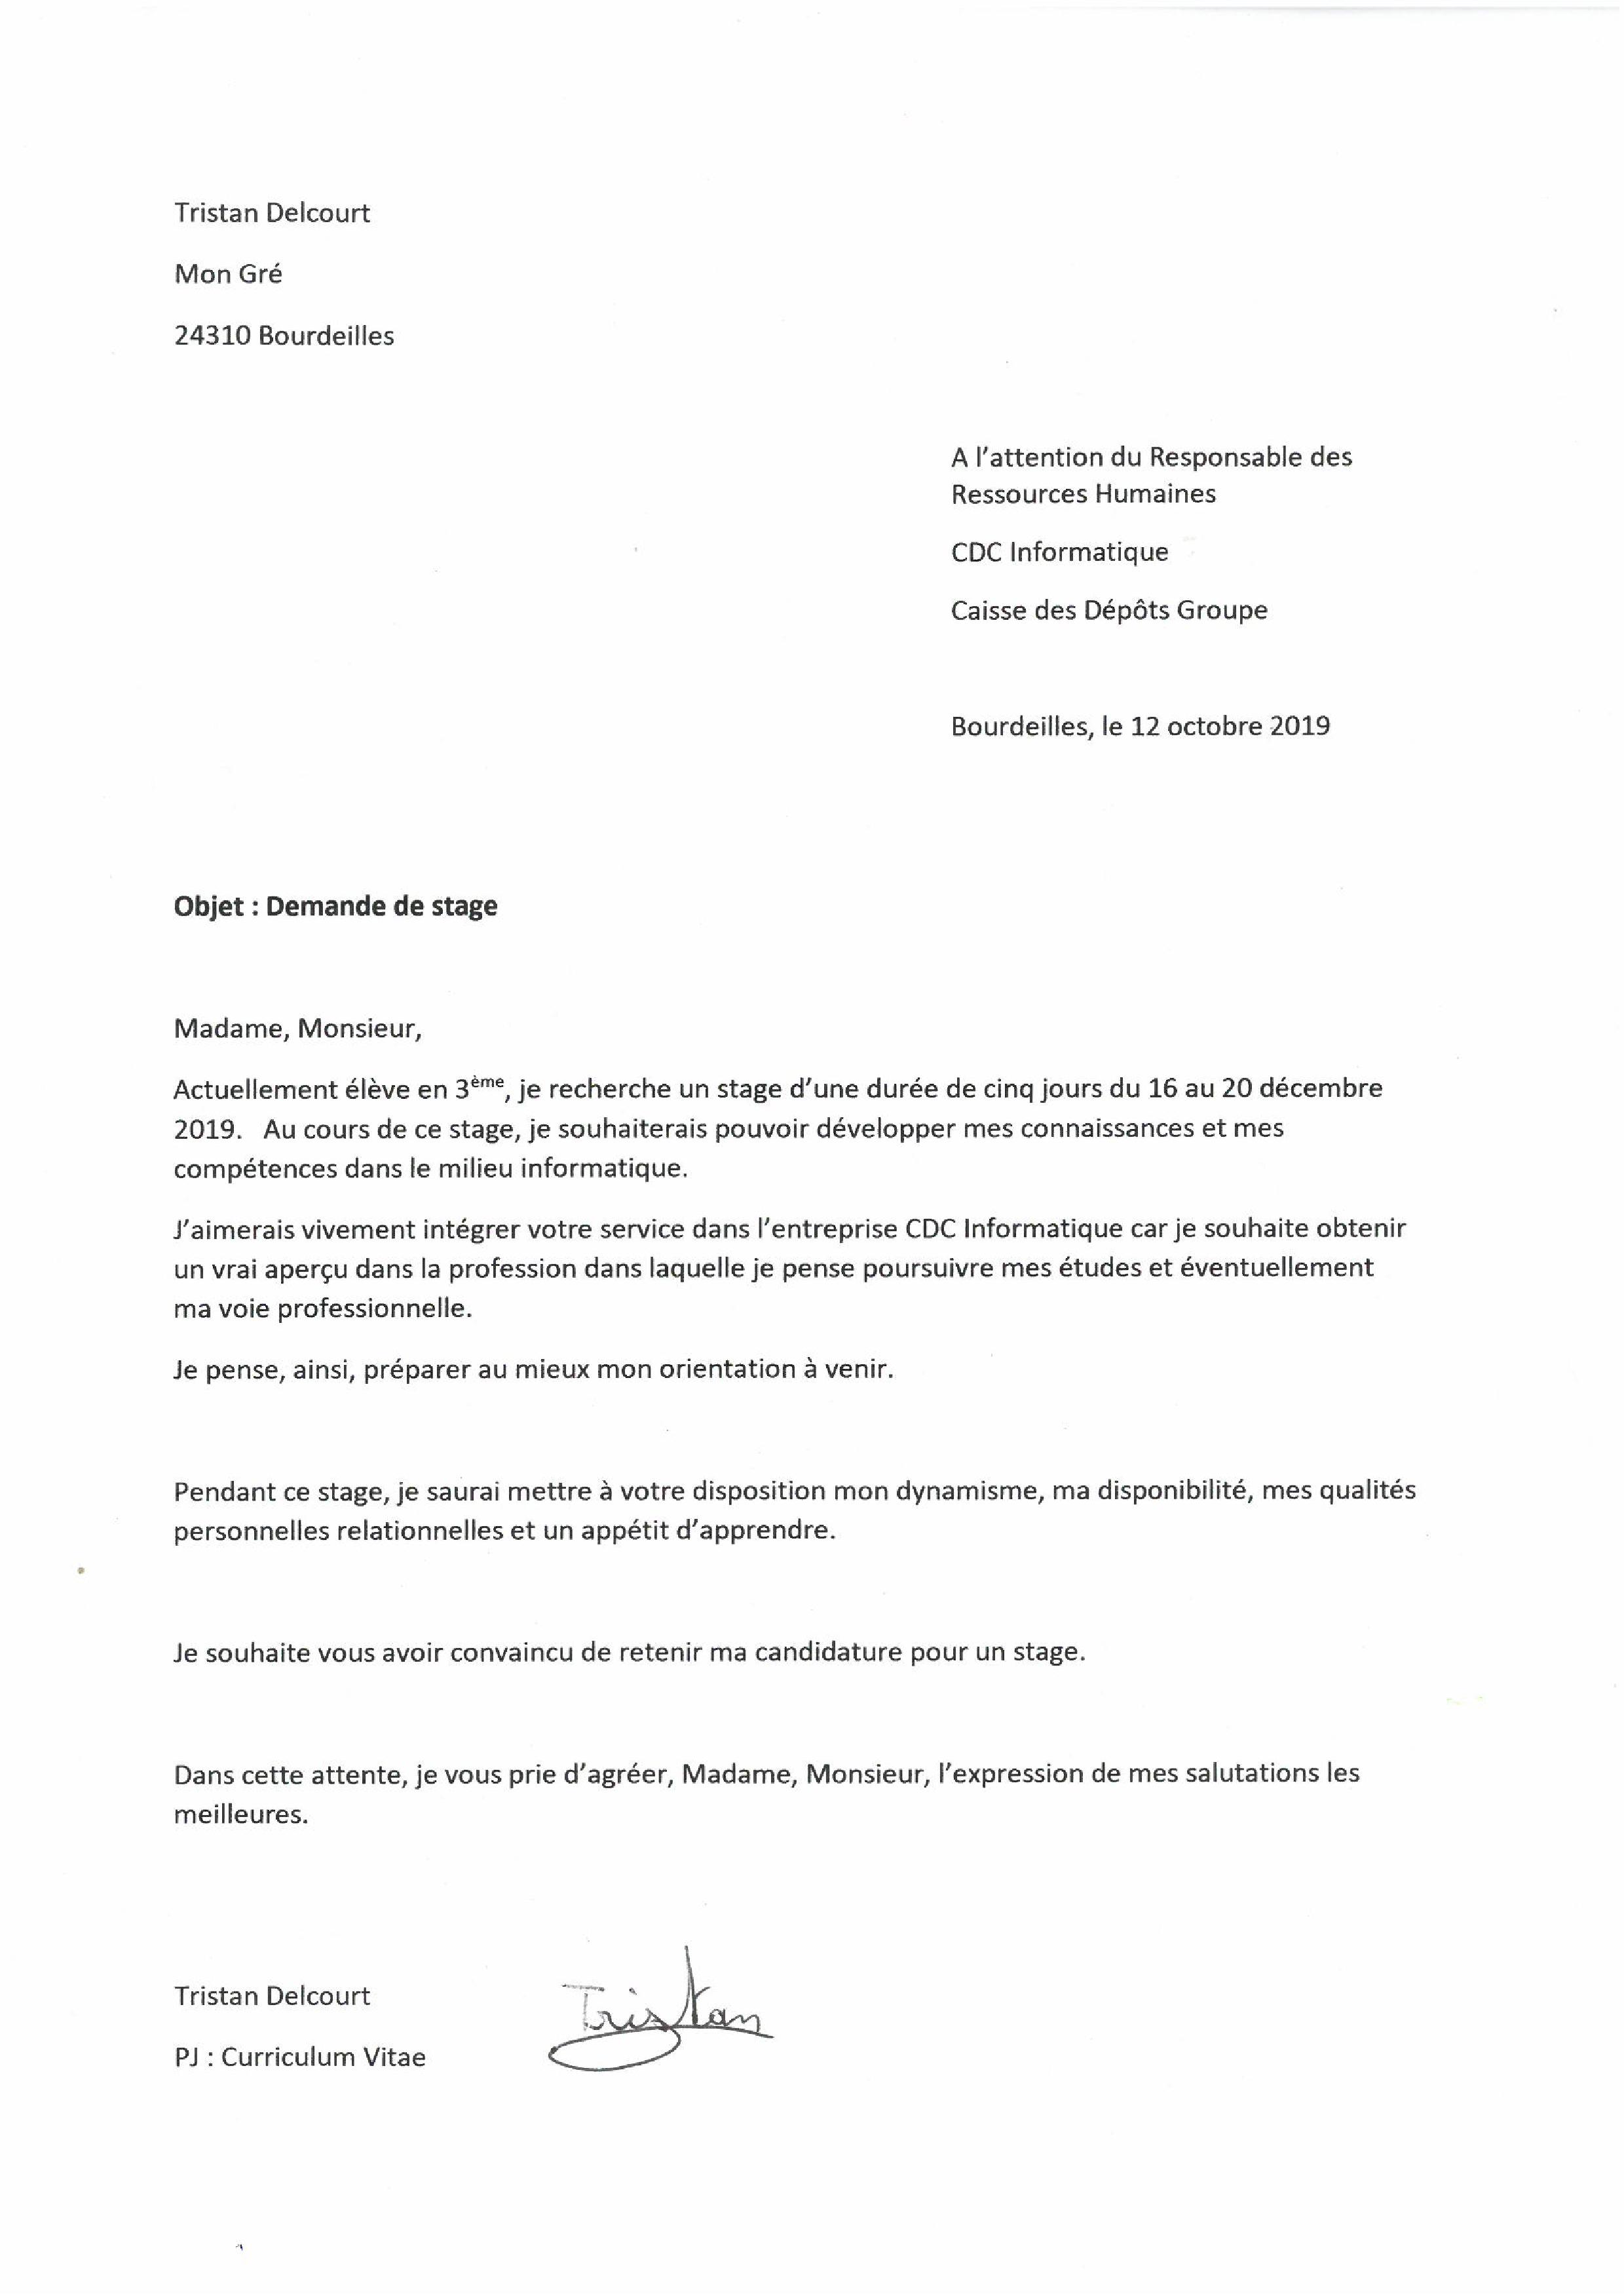 Tristan Delcourt
Mon Gré
24310 Bourdeilles
A l'attention du Responsable des
Ressources Humaines
CDC Informatique
Caisse des Dépôts Groupe
Bourdeilles, le 12 octobre 2019
Objet : Demande de stage
Madame, Monsieur,
Actuellement élève en 3ème, je recherche un stage d'une durée de cinq jours du 16 au 20 décembre
2019. Au cours de ce stage, je souhaiterais pouvoir développer mes connaissances et mes
compétences dans le milieu informatique.
J'aimerais vivement intégrer votre service dans l'entreprise CDC Informatique car je souhaite obtenir
un vrai aperçu dans la profession dans laquelle je pense poursuivre mes études et éventuellement
ma voie professionnelle.
Je pense, ainsi, préparer au mieux mon orientation à venir.
Pendant ce stage, je saurai mettre à votre disposition mon dynamisme, ma disponibilité, mes qualités
personnelles relationnelles et un appétit d'apprendre.
Je souhaite vous avoir convaincu de retenir ma candidature pour un stage.
Dans cette attente, je vous prie d'agréer, Madame, Monsieur, l'expression de mes salutations les
meilleures.
Tristan Delcourt
Tristan
PJ : Curriculum Vitae